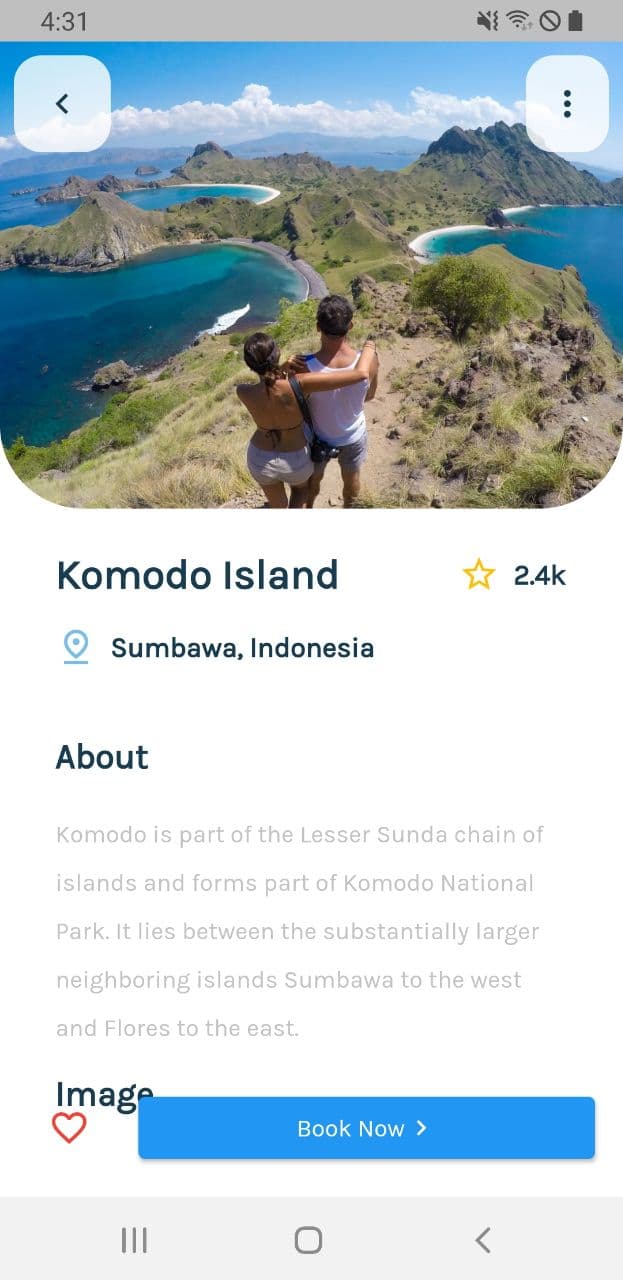 4:31
Komodo Island
2.4k
Sumbawa, Indonesia
About
Komodo is part of the Lesser Sunda chain of
islands and forms part of Komodo National
Park. It lies between the substantially larger
neighboring islands Sumbawa to the west
and Flores to the east.
Image
Book Now